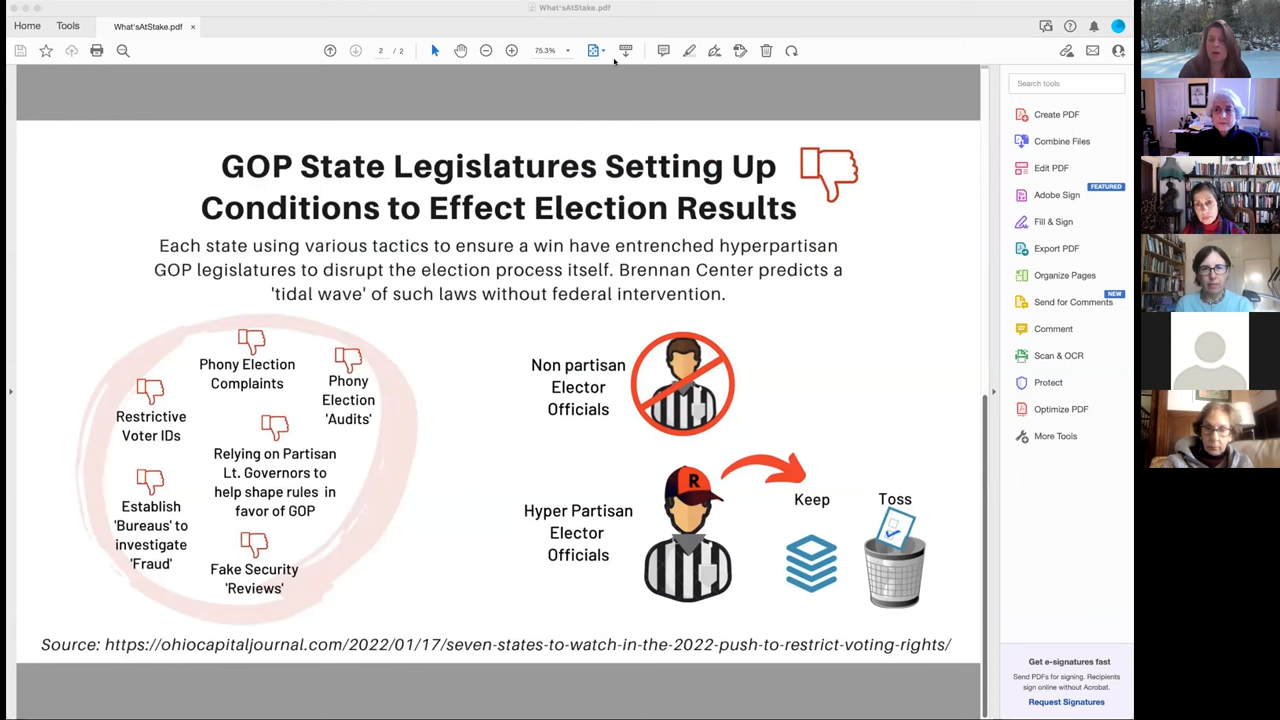 What'sAtStake.pdf
Home
Tools
What'sAtStake.pdf
×
2 / 2
75.3%
GOP State Legislatures Setting Up
Conditions to Effect Election Results
Each state using various tactics to ensure a win have entrenched hyperpartisan
GOP legislatures to disrupt the election process itself. Brennan Center predicts a
'tidal wave' of such laws without federal intervention.
Phony Election
Complaints
Phony
Election
'Audits'
Restrictive
Voter IDs
Relying on Partisan
Lt. Governors to
help shape rules in
favor of GOP
Establish
'Bureaus' to
investigate
'Fraud'
Fake Security
'Reviews'
Non partisan
Elector
Officials
Hyper Partisan
Elector
Officials
R
Keep
Toss
Source: https://ohiocapitaljournal.com/2022/01/17/seven-states-to-watch-in-the-2022-push-to-restrict-voting-rights/
Search tools
Create PDF
Combine Files
Edit PDF
FEATURED
Adobe Sign
Fill & Sign
Export PDF
Organize Pages
NEW
Send for Comments
Comment
Scan & OCR
Protect
Optimize PDF
More Tools
Get e-signatures fast
Send PDFs for signing. Recipients
sign online without Acrobat.
Request Signatures